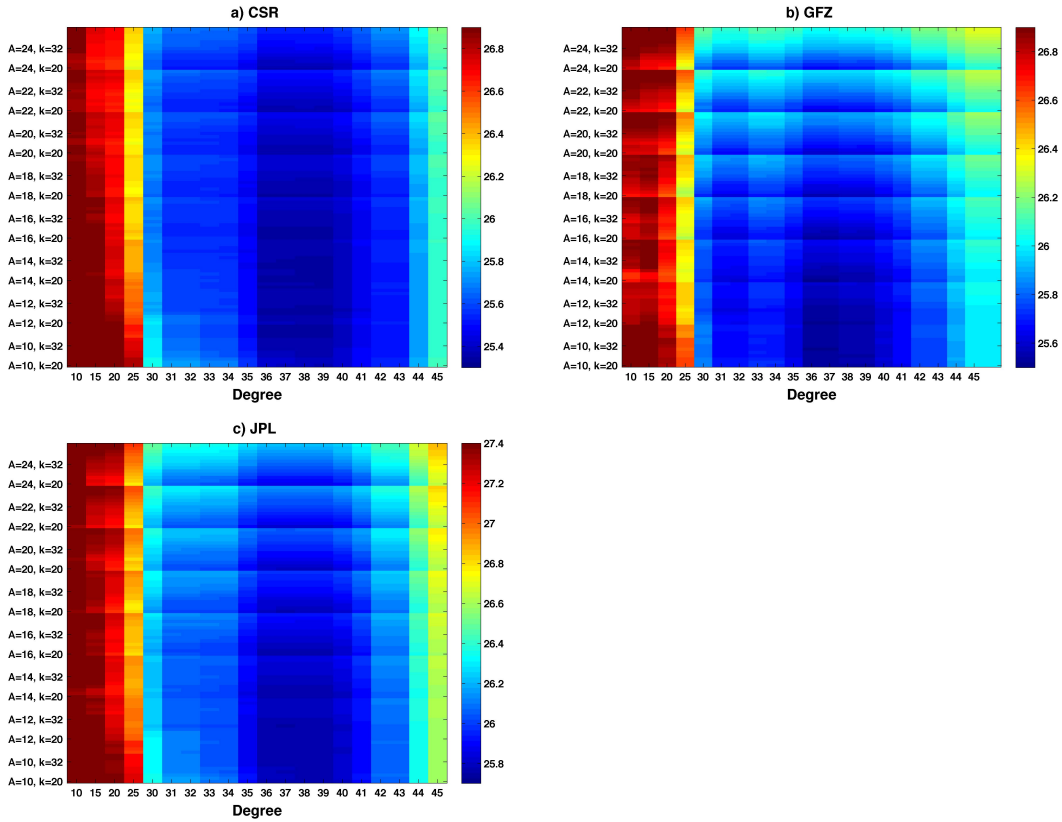 a) CSR
A=24, k=32
A=24, k=20
A=22, k=32
A=22, k=20
A=20, k=32
A=20, k=20
A=18, k=32
A=18, k=20
A=16, k=32
A=16, k=20
A=14, k=32
A=14, k=20
A=12, k=32
A=12, k=20
A=10, k=32
A=10, k=20
10 15 20 25 30 31 32 33 34 35 36 37 38 39 40 41 42 43 44 45
Degree
26.8
26.6
26.4
26.2
26
25.8
25.6
25.4
b) GFZ
A=24, k=32
A=24, k=20
A=22, k=32
A=22, k=20
A=20, k=32
A=20, k=20
A=18, k=32
A=18, k=20
A=16, k=32
A=16, k=20
A=14, k=32
A=14, k=20
A=12, k=32
A=12, k=20
A=10, k=32
A=10, k=20
10 15 20 25 30 31 32 33 34 35 36 37 38 39 40 41 42 43 44 45
Degree
26.8
26.6
26.4
26.2
26
25.8
25.6
c) JPL
A=24, k=32
A=24, k=20
A=22, k=32
A=22, k=20
A=20, k=32
A=20, k=20
A=18, k=32
A=18, k=20
A=16, k=32
A=16, k=20
A=14, k=32
A=14, k=20
A=12, k=32
A=12, k=20
A=10, k=32
A=10, k=20
10 15 20 25 30 31 32 33 34 35 36 37 38 39 40 41 42 43 44 45
Degree
27.4
27.2
27
26.8
26.6
26.4
26.2
26
25.8